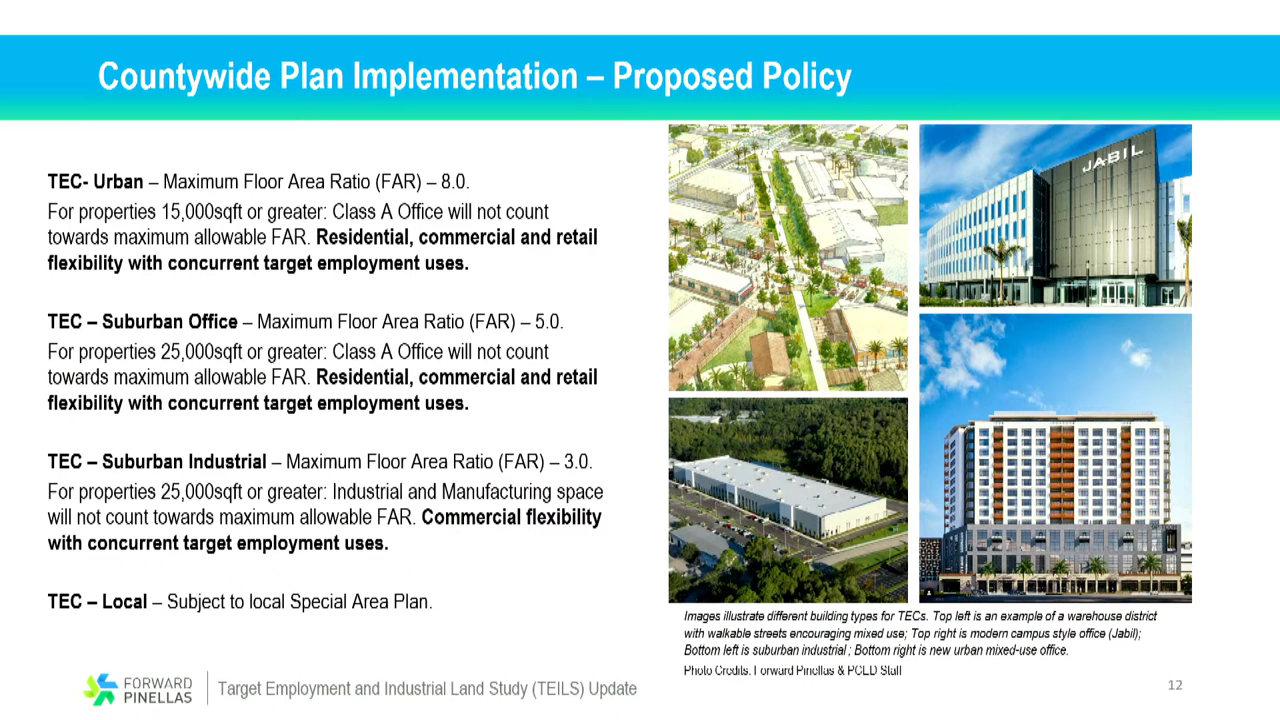 Countywide Plan Implementation – Proposed Policy
TEC- Urban – Maximum Floor Area Ratio (FAR) – 8.0.
For properties 15,000sqft or greater: Class A Office will not count
towards maximum allowable FAR. Residential, commercial and retail
flexibility with concurrent target employment uses.
TEC – Suburban Office – Maximum Floor Area Ratio (FAR) – 5.0.
For properties 25,000sqft or greater: Class A Office will not count
towards maximum allowable FAR. Residential, commercial and retail
flexibility with concurrent target employment uses.
TEC – Suburban Industrial – Maximum Floor Area Ratio (FAR) – 3.0.
For properties 25,000sqft or greater: Industrial and Manufacturing space
will not count towards maximum allowable FAR. Commercial flexibility
with concurrent target employment uses.
TEC – Local – Subject to local Special Area Plan.
JABIL
Images illustrate different building types for TECs. Top left is an example of a warehouse district
with walkable streets encouraging mixed use; Top right is modern campus style office (Jabil);
Bottom left is suburban industrial ; Bottom right is new urban mixed-use office.
Photo Credits: Forward Pinellas & PCED Staff
FORWARD
PINELLAS
Target Employment and Industrial Land Study (TEILS) Update
12